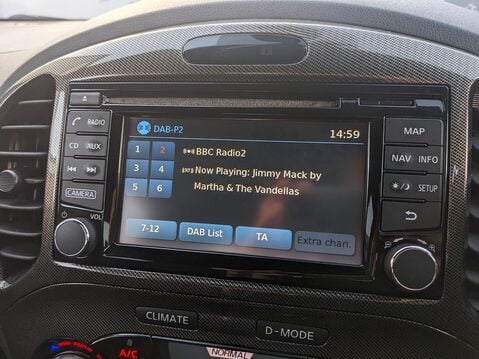 RADIO
CD AUX
CAMERA
VOL
DAB-P2
14:59
1 2
3 4
5 6
BBC Radio2
Now Playing: Jimmy Mack by
Martha & The Vandellas
7-12
DAB List
TA
Extra chan.
MAP
NAV INFO
SETUP
CLIMATE
D-MODE
A/C
NORMAL